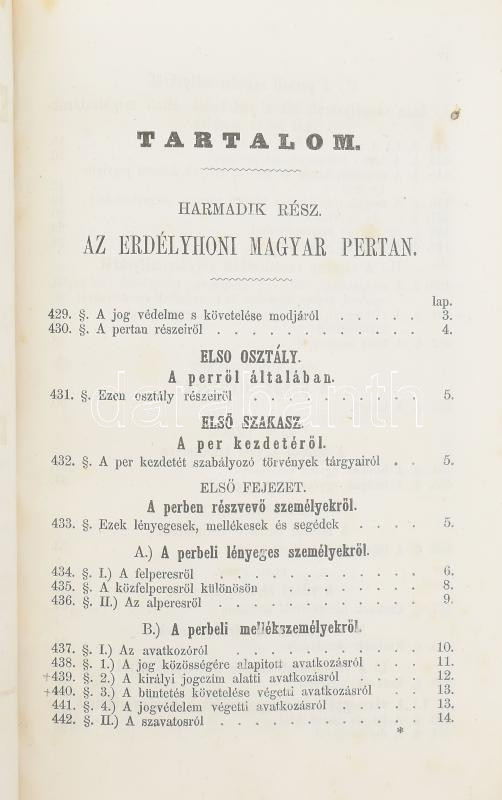 TARTALOM.
HARMADIK RÉSZ.
AZ ERDÉLYHONI MAGYAR PERTAN.
lap.
429. §. A jog védelme s követelése modjáról . . . . . 3.
430. §. A pertan részeiről . . . . . . . . . . . 4.
ELSO OSZTÁLY.
A perről általában.
431. §. Ezen osztály részeiről . . . . . . . . . . 5.
ELSŐ SZAKASZ.
A per kezdetéről.
432. §. A per kezdetét szabályozó törvények tárgyairól . . 5.
ELSŐ FEJEZET.
A perben részvevő személyekről.
433. §. Ezek lényegesek, mellékesek és segédek . . . . 5.
A.) A perbeli lényeges személyekről.
434. §. I.) A felperesről . . . . . . . . . . . 6.
435. §. A közfelperesről különösön . . . . . . . . 8.
436. §. II.) Az alperesről . . . . . . . . . . . 9.
B.) A perbeli mellékszemélyekről.
437. §. I.) Az avatkozóról . . . . . . . . . . . 10.
438. §. 1.) A jog közösségére alapitott avatkozásról . . . 11.
+439. §. 2.) A királyi jogczim alatti avatkozásról . . . . 12.
+440. §. 3.) A büntetés követelése végetti avatkozásról . . 13.
441. §. 4.) A jogvédelem végetti avatkozásról . . . . 13.
442. §. II.) A szavatosról . . . . . . . . . . . 14.
*
darabanth